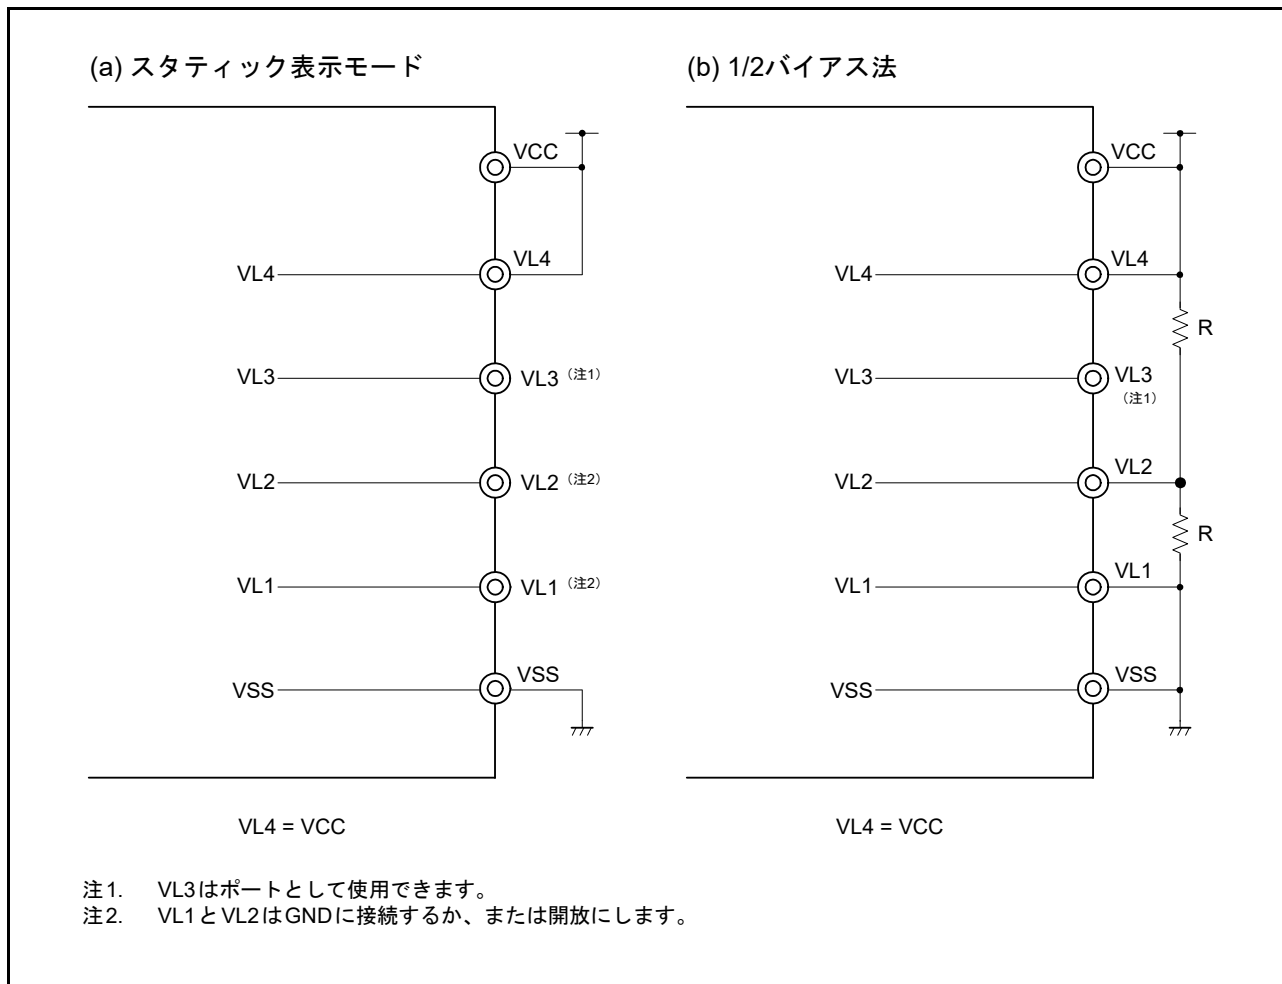 (a) スタティック表示モード
VCC
VL4 VL4
VL3 VL3 (注1)
VL2 VL2 (注2)
VL1 VL1 (注2)
VSS VSS
VL4 = VCC
(b) 1/2バイアス法
VCC
VL4 VL4
R
VL3 VL3
(注1)
VL2 VL2
R
VL1 VL1
VSS VSS
VL4 = VCC
注1. VL3はポートとして使用できます。
注2. VL1とVL2はGNDに接続するか、または開放にします。